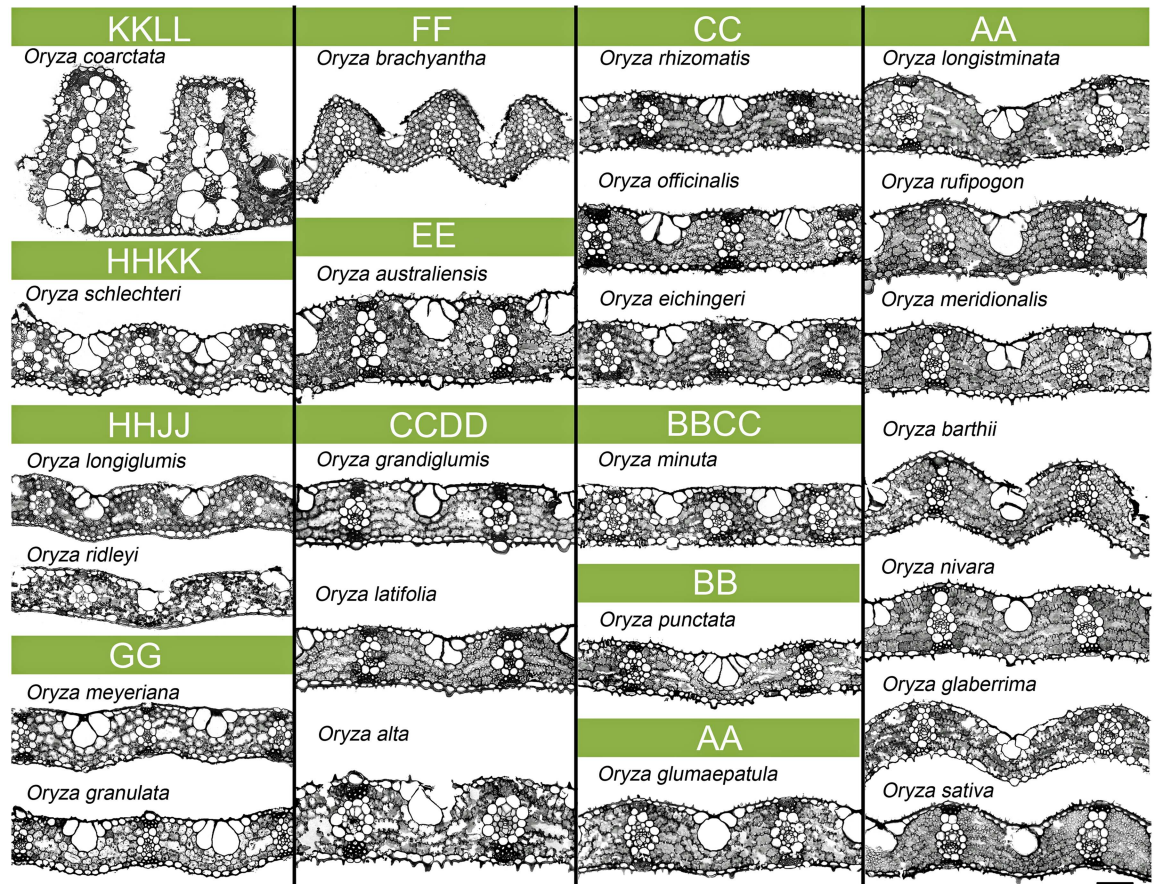 KKLL
Oryza coarctata
HHKK
Oryza schlechteri
HHJJ
Oryza longiglumis
Oryza ridleyi
GG
Oryza meyeriana
Oryza granulata
FF
Oryza brachyantha
EE
Oryza australiensis
CCDD
Oryza grandiglumis
Oryza latifolia
Oryza alta
CC
Oryza rhizomatis
Oryza officinalis
Oryza eichingeri
BBCC
Oryza minuta
BB
Oryza punctata
AA
Oryza glumaepatula
AA
Oryza longistminata
Oryza rufipogon
Oryza meridionalis
Oryza barthii
Oryza nivara
Oryza glaberrima
Oryza sativa